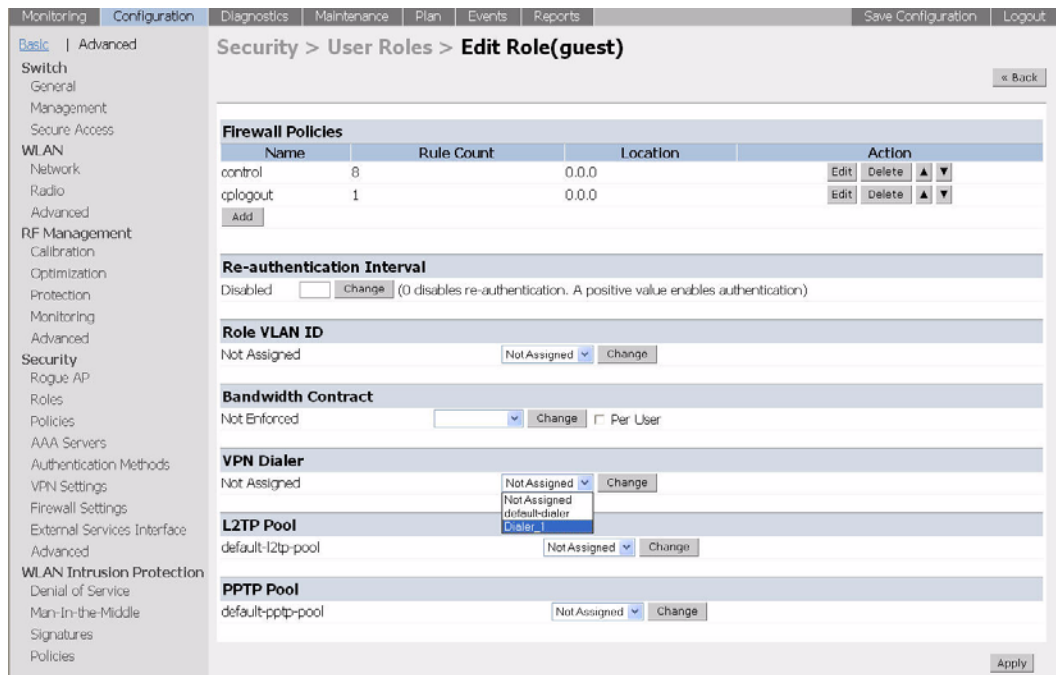 Monitoring Configuration Diagnostics Maintenance Plan Events Reports Save Configuration Logout
Basic | Advanced
Switch
General
Management
Secure Access
WLAN
Network
Radio
Advanced
RF Management
Calibration
Optimization
Protection
Monitoring
Advanced
Security
Rogue AP
Roles
Policies
AAA Servers
Authentication Methods
VPN Settings
Firewall Settings
External Services Interface
Advanced
WLAN Intrusion Protection
Denial of Service
Man-In-the-Middle
Signatures
Policies
Security > User Roles > Edit Role(guest)
« Back
Firewall Policies
Name Rule Count Location Action
control 8 0.0.0 Edit Delete ▲ ▼
cplogout 1 0.0.0 Edit Delete ▲ ▼
Add
Re-authentication Interval
Disabled Change (0 disables re-authentication. A positive value enables authentication)
Role VLAN ID
Not Assigned Not Assigned Change
Bandwidth Contract
Not Enforced Change Per User
VPN Dialer
Not Assigned Not Assigned Change
Not Assigned
default-dialer
Dialer_1
L2TP Pool
default-l2tp-pool Not Assigned Change
PPTP Pool
default-pptp-pool Not Assigned Change
Apply